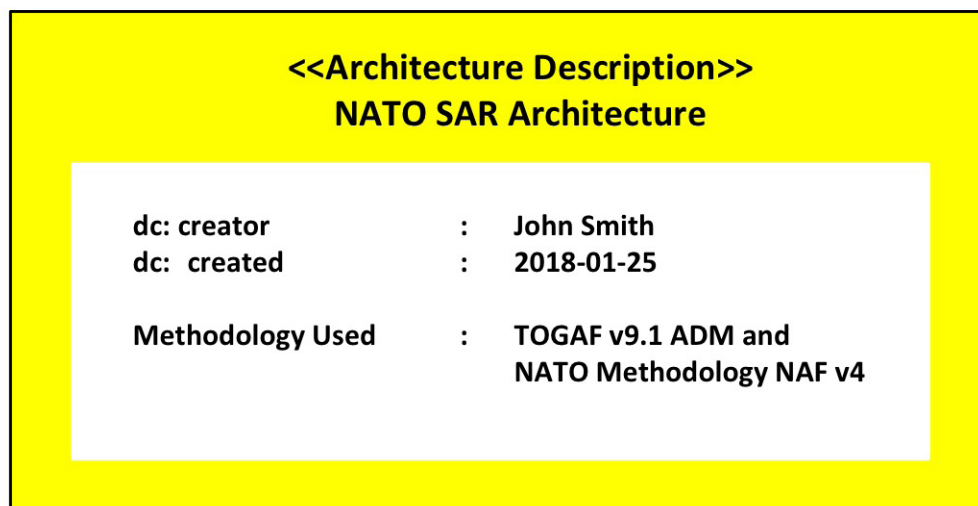 <<Architecture Description>>
NATO SAR Architecture
dc: creator : John Smith
dc: created : 2018-01-25
Methodology Used : TOGAF v9.1 ADM and
NATO Methodology NAF v4